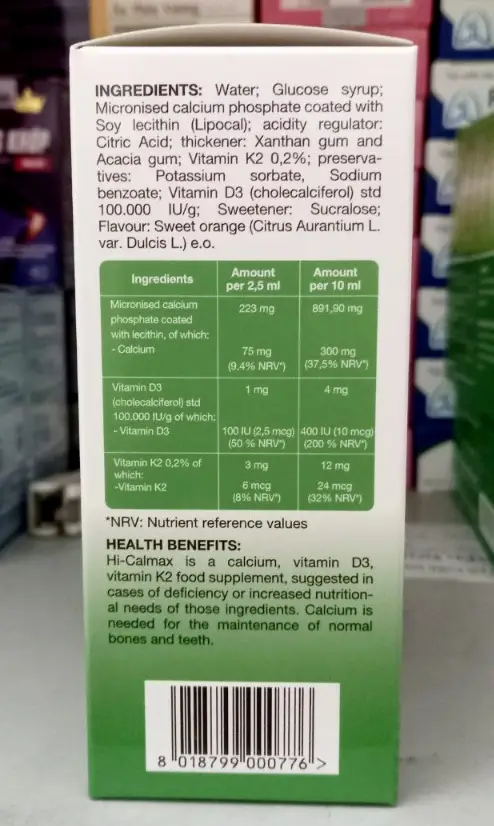 INGREDIENTS: Water; Glucose syrup;
Micronised calcium phosphate coated with
Soy lecithin (Lipocal); acidity regulator:
Citric Acid; thickener: Xanthan gum and
Acacia gum; Vitamin K2 0,2%; preserva-
tives: Potassium sorbate, Sodium
benzoate; Vitamin D3 (cholecalciferol) std
100.000 IU/g; Sweetener: Sucralose;
Flavour: Sweet orange (Citrus Aurantium L.
var. Dulcis L.) e.o.
Ingredients Amount per 2,5 ml Amount per 10 ml
Micronised calcium 223 mg 891,90 mg
phosphate coated
with lecithin, of which:
- Calcium 75 mg 300 mg
(9.4% NRV*) (37,5% NRV*)
Vitamin D3 1 mg 4 mg
(cholecalciferol) std
100.000 IU/g of which:
- Vitamin D3 100 IU (2,5 mcg) 400 IU (10 mcg)
(50 % NRV*) (200 % NRV*)
Vitamin K2 0,2% of 3 mg 12 mg
which:
-Vitamin K2 6 mcg 24 mcg
(8% NRV*) (32% NRV*)
*NRV: Nutrient reference values
HEALTH BENEFITS:
Hi-Calmax is a calcium, vitamin D3,
vitamin K2 food supplement, suggested in
cases of deficiency or increased nutrition-
al needs of those ingredients. Calcium is
needed for the maintenance of normal
bones and teeth.
8 018799 000776 >